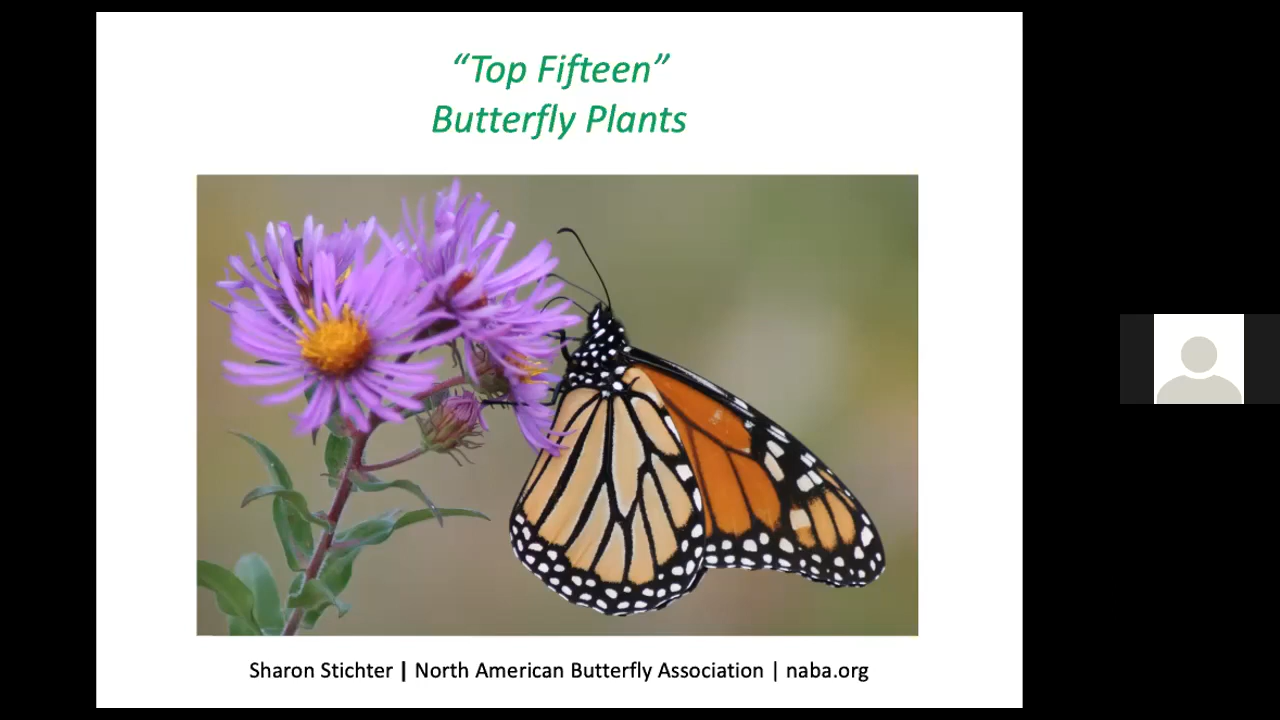 “Top Fifteen”
Butterfly Plants
Sharon Stichter | North American Butterfly Association | naba.org